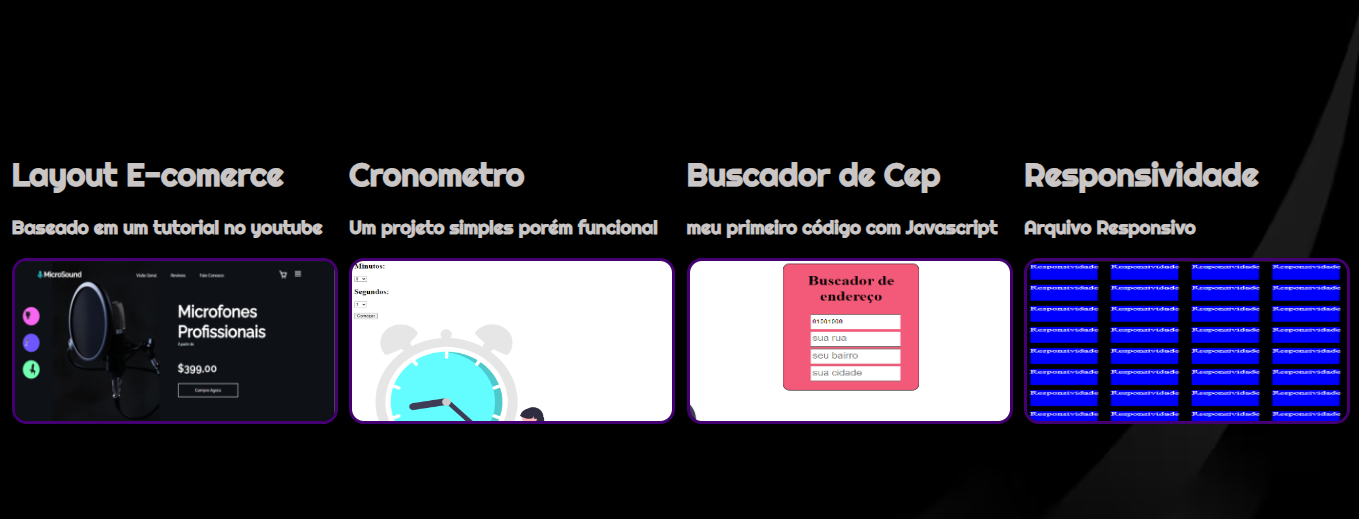 Layout E-comerce
Baseado em um tutorial no youtube
MicroSound
Visão Geral
Reviews
Fale Conosco
Microfones
Profissionais
A partir de
$399,00
Compre Agora
Cronometro
Um projeto simples porém funcional
Minutos:
Segundos:
Começar
Buscador de Cep
meu primeiro código com Javascript
Buscador de
endereço
01001000
sua rua
seu bairro
sua cidade
Responsividade
Arquivo Responsivo
Responsividade Responsividade Responsividade Responsividade
Responsividade Responsividade Responsividade Responsividade
Responsividade Responsividade Responsividade Responsividade
Responsividade Responsividade Responsividade Responsividade
Responsividade Responsividade Responsividade Responsividade
Responsividade Responsividade Responsividade Responsividade
Responsividade Responsividade Responsividade Responsividade
Responsividade Responsividade Responsividade Responsividade